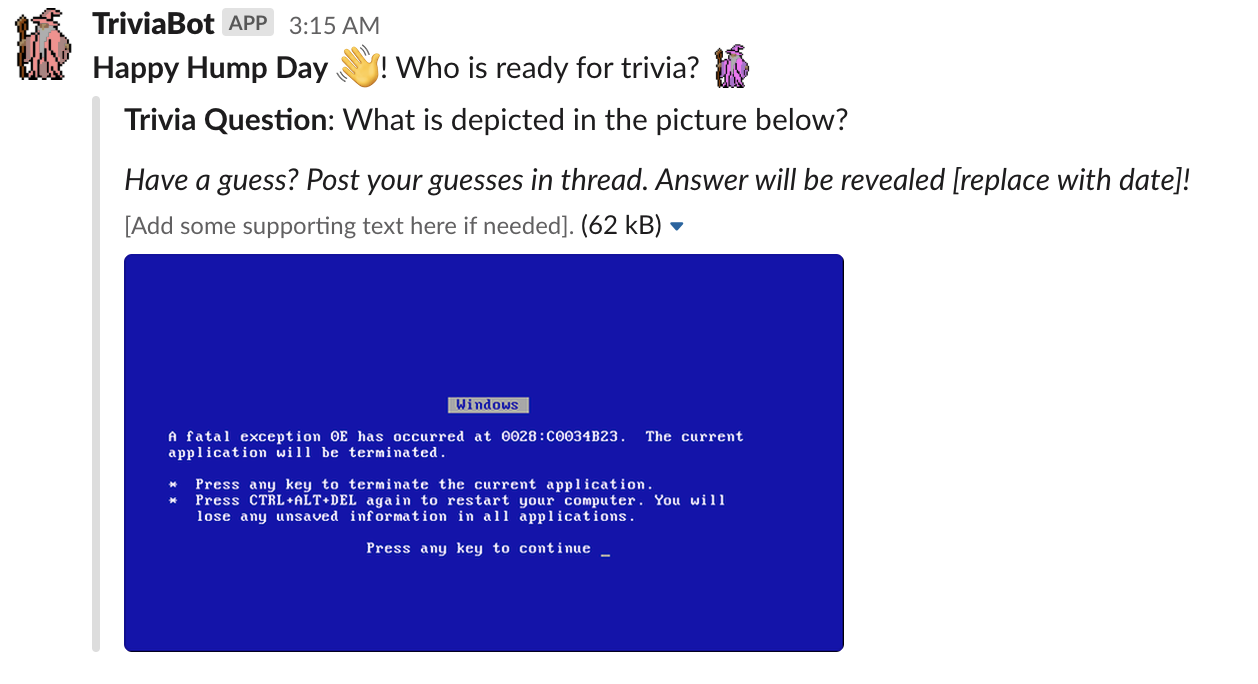 TriviaBot APP 3:15 AM
Happy Hump Day 👋! Who is ready for trivia?
Trivia Question: What is depicted in the picture below?
Have a guess? Post your guesses in thread. Answer will be revealed [replace with date]!
[Add some supporting text here if needed]. (62 kB)
Windows
A fatal exception 0E has occurred at 0028:C0034B23. The current
application will be terminated.
* Press any key to terminate the current application.
* Press CTRL+ALT+DEL again to restart your computer. You will
lose any unsaved information in all applications.
Press any key to continue _